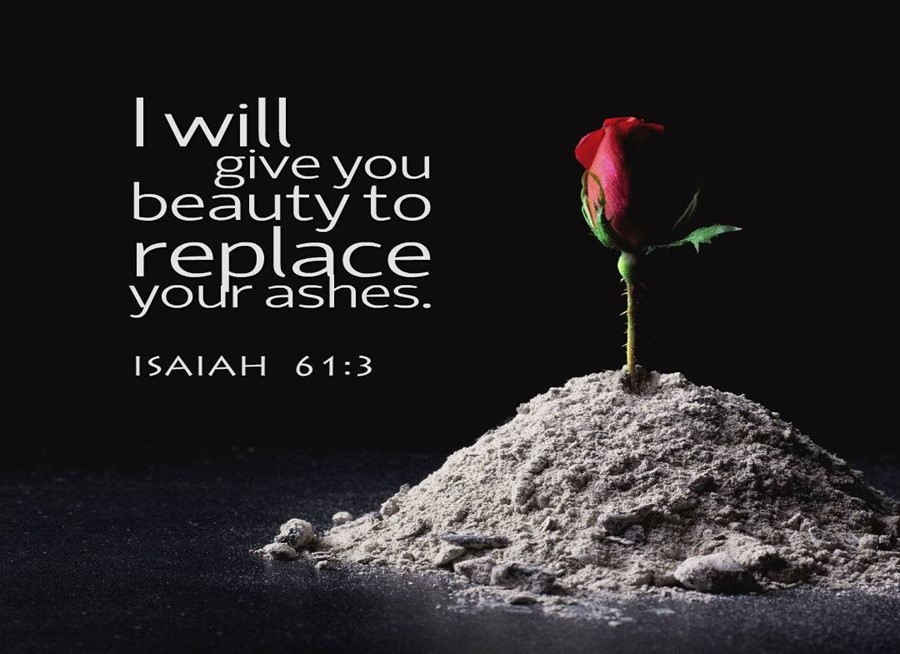 I will
give you
beauty to
replace
your ashes.
ISAIAH 61:3